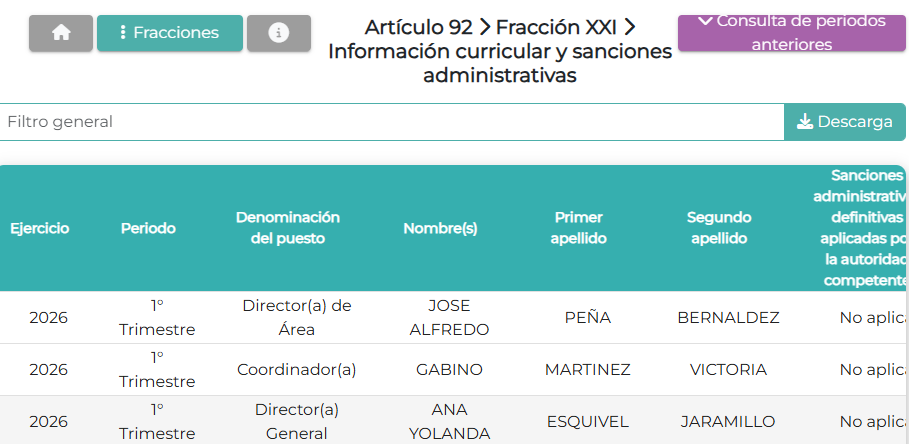 Fracciones
Artículo 92 > Fracción XXI >
Información curricular y sanciones
administrativas
Consulta de periodos
anteriores
Filtro general
Descarga
Ejercicio
Periodo
Denominación
del puesto
Nombre(s)
Primer
apellido
Segundo
apellido
Sanciones
administrativ
definitivas
aplicadas po
la autoridad
competente
2026
1°
Trimestre
Director(a) de
Área
JOSE
ALFREDO
PEÑA
BERNALDEZ
No aplica
2026
1°
Trimestre
Coordinador(a)
GABINO
MARTINEZ
VICTORIA
No aplica
2026
1°
Trimestre
Director(a)
General
ANA
YOLANDA
ESQUIVEL
JARAMILLO
No aplica